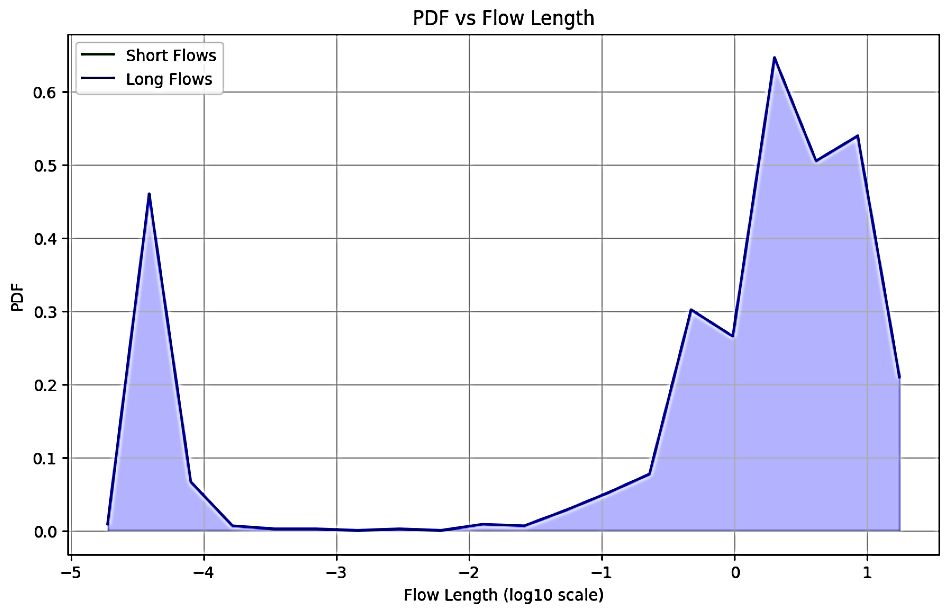 PDF vs Flow Length
Short Flows
Long Flows
PDF
0.6
0.5
0.4
0.3
0.2
0.1
0.0
−5 −4 −3 −2 −1 0 1
Flow Length (log10 scale)